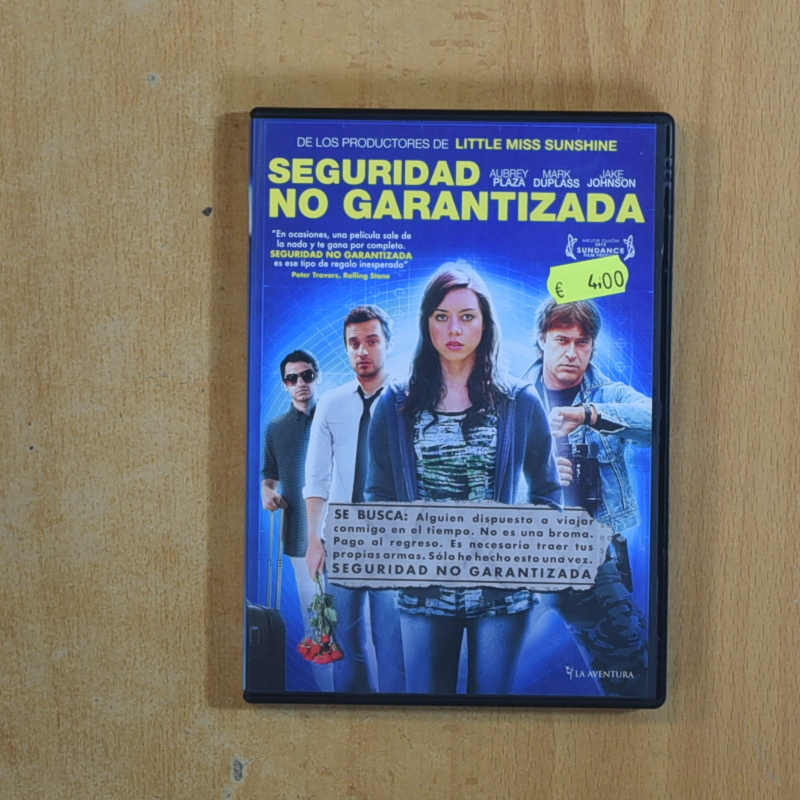 DE LOS PRODUCTORES DE LITTLE MISS SUNSHINE
SEGURIDAD
NO GARANTIZADA
AUBREY PLAZA
MARK DUPLASS
JAKE JOHNSON
"En ocasiones, una película sale de
la nada y te gana por completo.
SEGURIDAD NO GARANTIZADA
es ese tipo de regalo inesperado"
Peter Travers, Rolling Stone
MEJOR GUIÓN
2012
SUNDANCE
FILM
€ 4,00
SE BUSCA: Alguien dispuesto a viajar
conmigo en el tiempo. No es una broma.
Pago al regreso. Es necesario traer tus
propias armas. Sólo he hecho esto una vez.
SEGURIDAD NO GARANTIZADA
LA AVENTURA